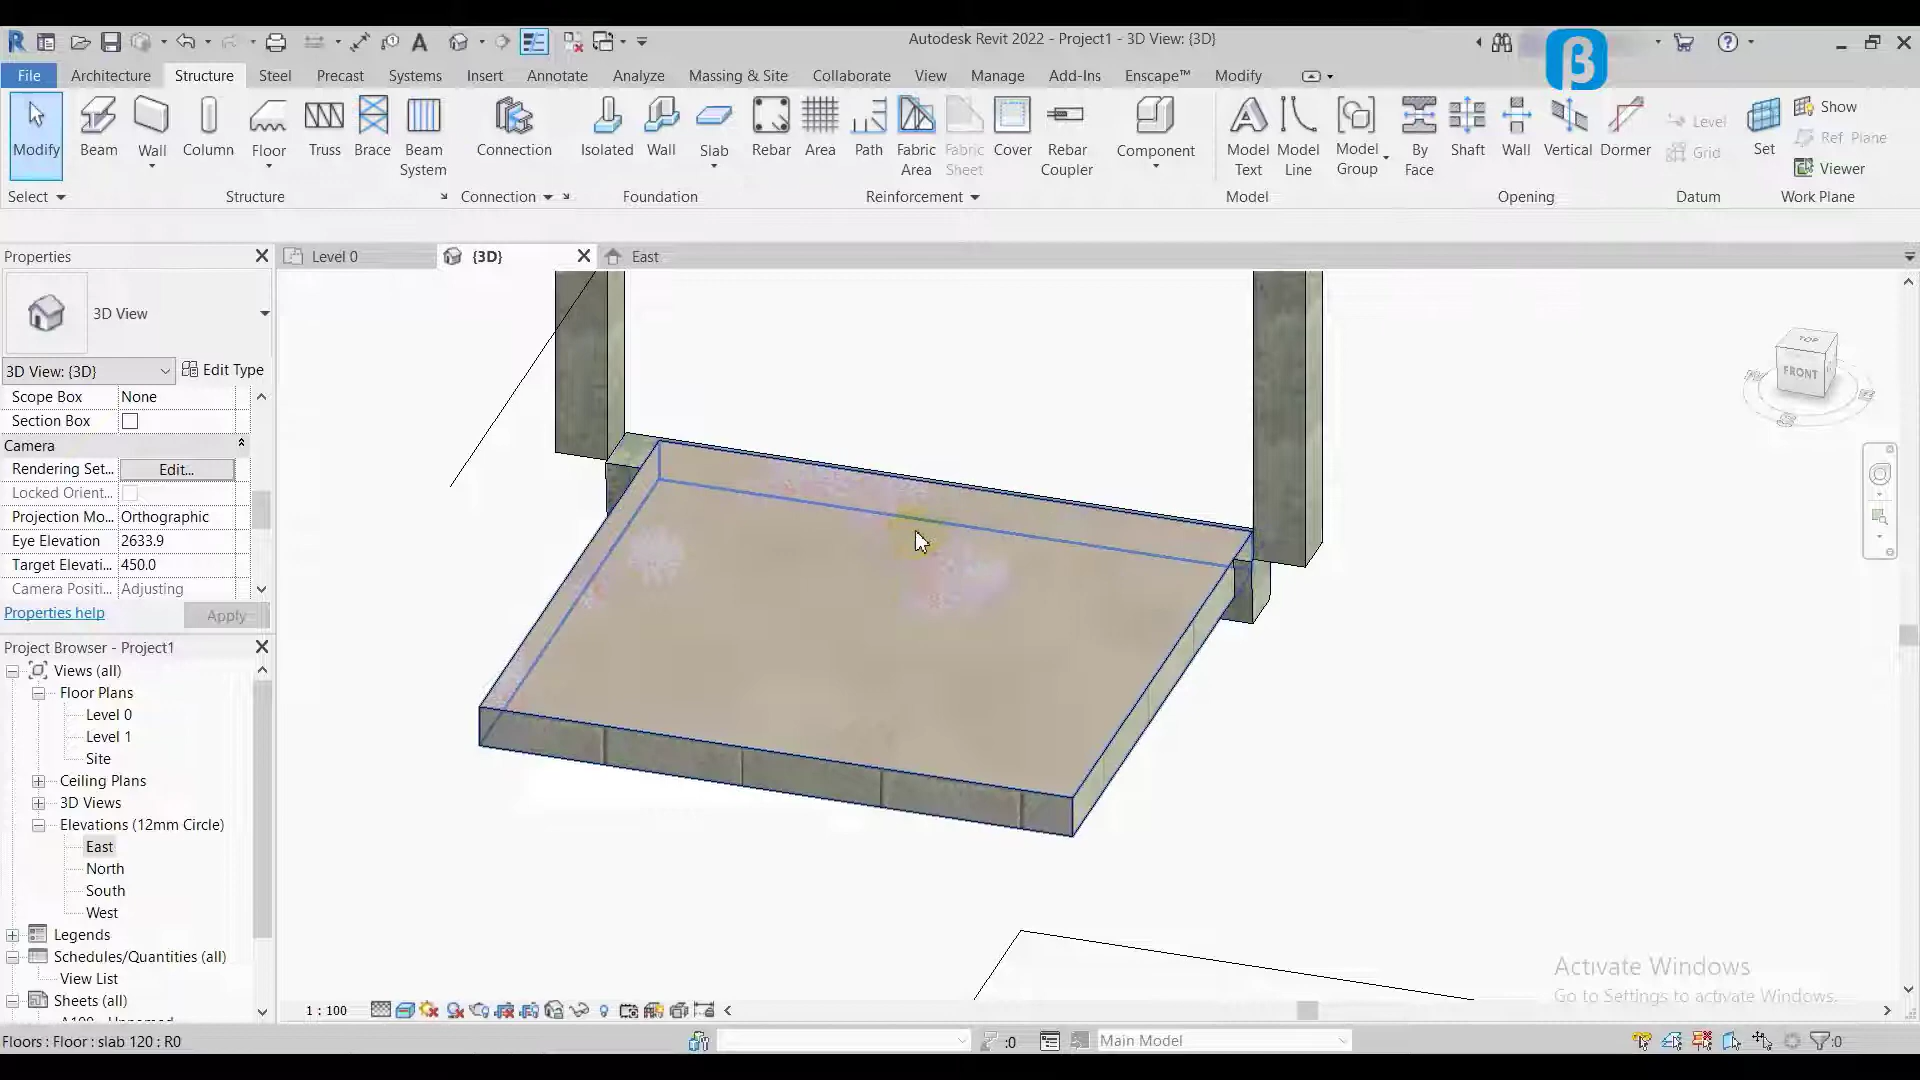 Autodesk Revit 2022 - Project1 - 3D View: {3D}
File Architecture Structure Steel Precast Systems Insert Annotate Analyze Massing & Site Collaborate View Manage Add-Ins Enscape™ Modify
Modify Beam Wall Column Floor Truss Brace Beam System Connection Isolated Wall Slab Rebar Area Path Fabric Area Fabric Sheet Cover Rebar Coupler Component Model Text Model Line Model Group By Face Shaft Wall Vertical Dormer Level Grid Set Show Ref Plane Viewer
Select Structure Connection Foundation Reinforcement Model Opening Datum Work Plane
Properties
Level 0 {3D} East
3D View
3D View: {3D} Edit Type
Scope Box None
Section Box
Camera
Rendering Set... Edit...
Locked Orient...
Projection Mo... Orthographic
Eye Elevation 2633.9
Target Elevati... 450.0
Camera Positi... Adjusting
Properties help Apply
TOP
FRONT
Project Browser - Project1
Views (all)
Floor Plans
Level 0
Level 1
Site
Ceiling Plans
3D Views
Elevations (12mm Circle)
East
North
South
West
Legends
Schedules/Quantities (all)
View List
Sheets (all)
A100 - Unnamed
Activate Windows
Go to Settings to activate Windows.
1 : 100
Floors : Floor : slab 120 : R0
:0
Main Model
:0